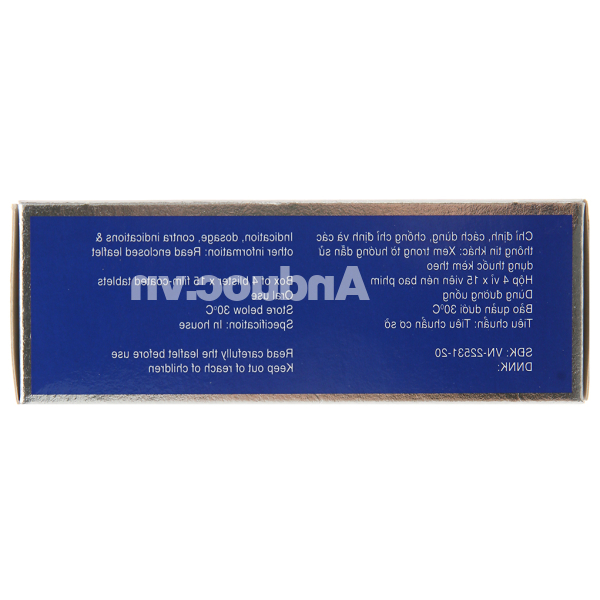 Chỉ định, cách dùng, chống chỉ định và các
thông tin khác: Xem trong tờ hướng dẫn sử
dụng thuốc kèm theo
Hộp 4 vỉ x 15 viên nén bao phim
Dùng đường uống
Bảo quản dưới 30°C
Tiêu chuẩn: Tiêu chuẩn cơ sở
SĐK: VN-22531-20
DNNK:
Indication, dosage, contra indications &
other information: Read enclosed leaflet
Box of 4 blister x 15 film-coated tablets
Oral use
Store below 30°C
Specification: In house
Read carefully the leaflet before use
Keep out of reach of children